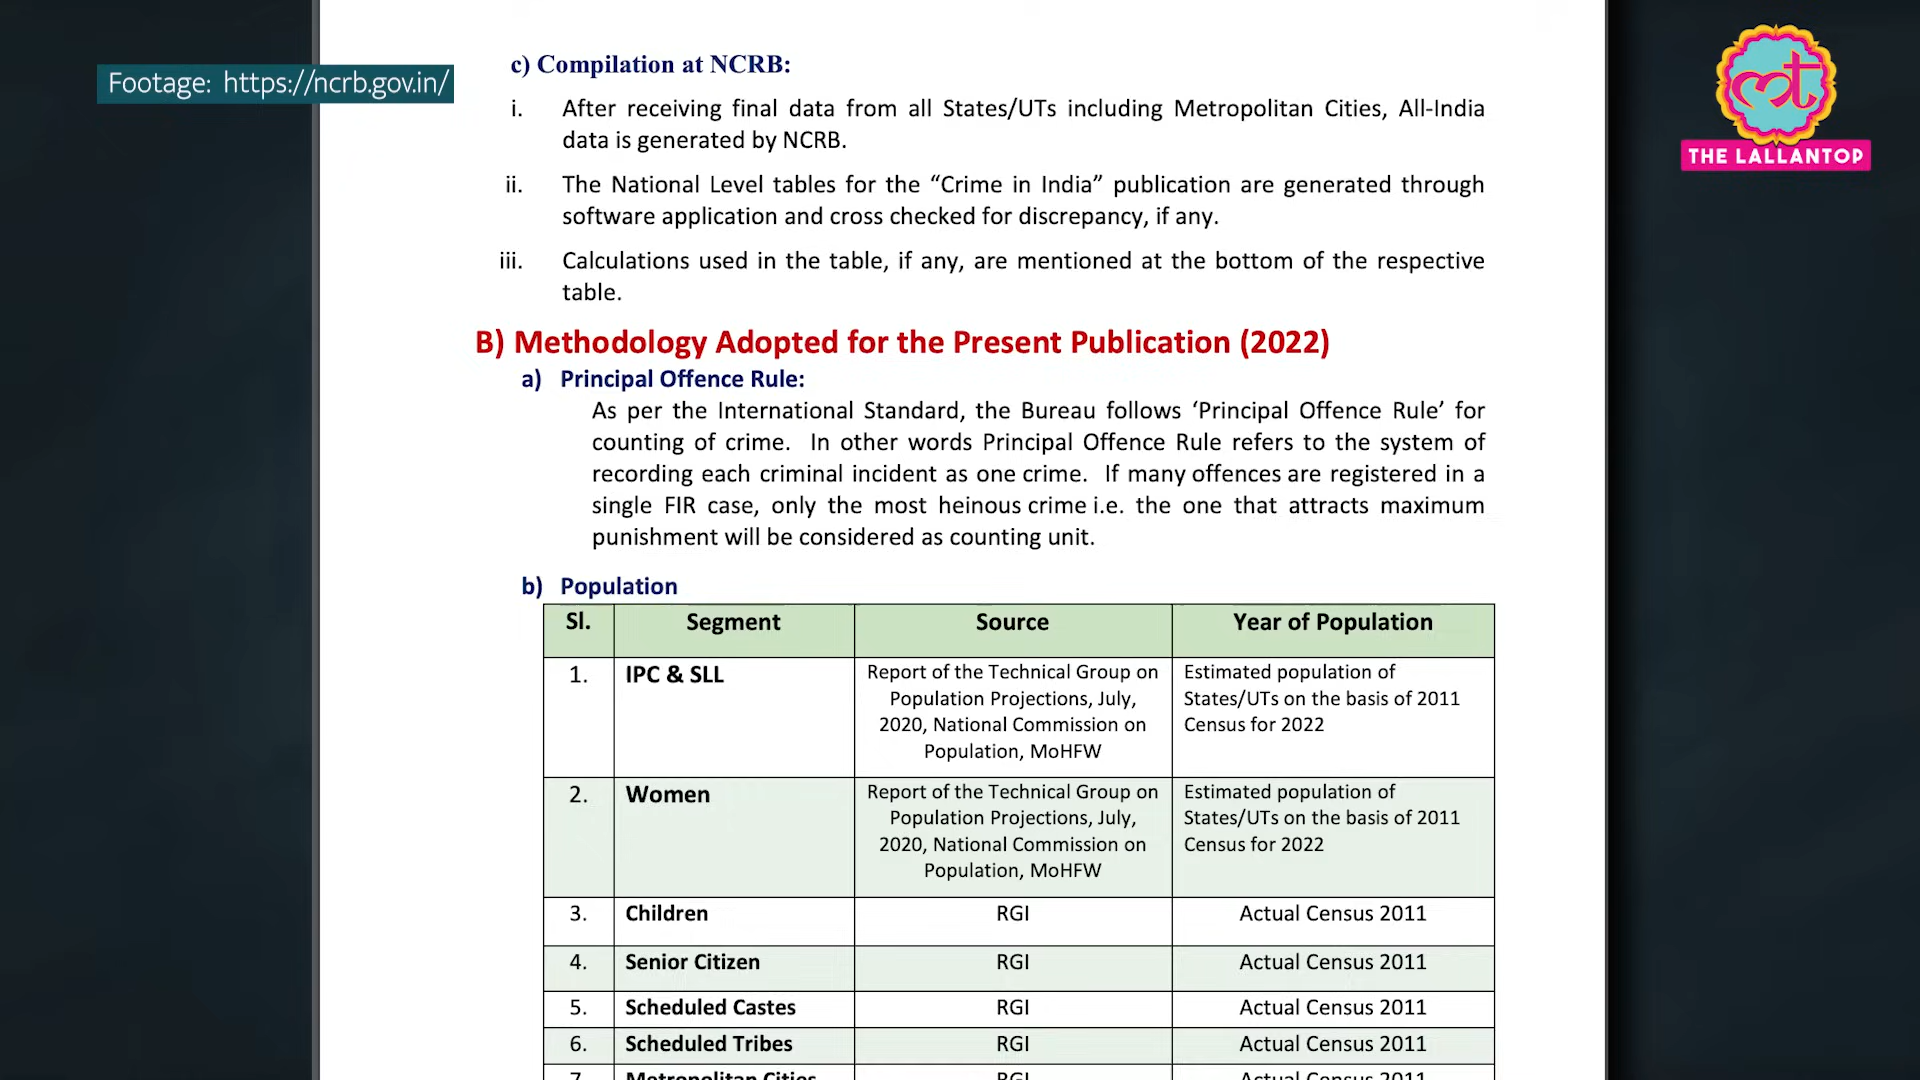 Footage: https://ncrb.gov.in/
THE LALLANTOP
c) Compilation at NCRB:
i. After receiving final data from all States/UTs including Metropolitan Cities, All-India
data is generated by NCRB.
ii. The National Level tables for the “Crime in India” publication are generated through
software application and cross checked for discrepancy, if any.
iii. Calculations used in the table, if any, are mentioned at the bottom of the respective
table.
B) Methodology Adopted for the Present Publication (2022)
a) Principal Offence Rule:
As per the International Standard, the Bureau follows ‘Principal Offence Rule’ for
counting of crime. In other words Principal Offence Rule refers to the system of
recording each criminal incident as one crime. If many offences are registered in a
single FIR case, only the most heinous crime i.e. the one that attracts maximum
punishment will be considered as counting unit.
b) Population
Sl. Segment Source Year of Population
1. IPC & SLL
Report of the Technical Group on
Population Projections, July,
2020, National Commission on
Population, MoHFW
Estimated population of
States/UTs on the basis of 2011
Census for 2022
2. Women
Report of the Technical Group on
Population Projections, July,
2020, National Commission on
Population, MoHFW
Estimated population of
States/UTs on the basis of 2011
Census for 2022
3. Children RGI Actual Census 2011
4. Senior Citizen RGI Actual Census 2011
5. Scheduled Castes RGI Actual Census 2011
6. Scheduled Tribes RGI Actual Census 2011
7. Metropolitan Cities RGI Actual Census 2011